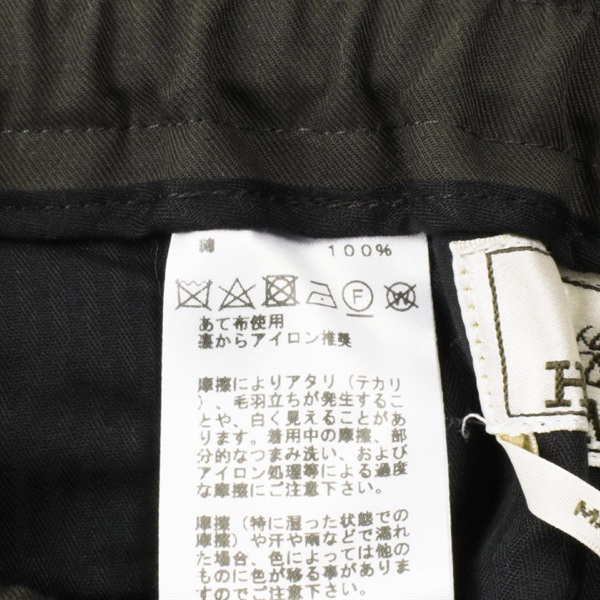 綿 100%
F W
あて布使用
裏からアイロン推奨
摩擦によりアタリ(テカリ
)、毛羽立ちが発生するこ
とや、白く見えることがあ
ります。着用中の摩擦、部
分的なつまみ洗い、および
アイロン処理等による過度
な摩擦にご注意下さい。
摩擦(特に湿った状態での
摩擦)や汗や雨などで濡れ
た場合、色によっては他の
ものに色が移る事がありま
H